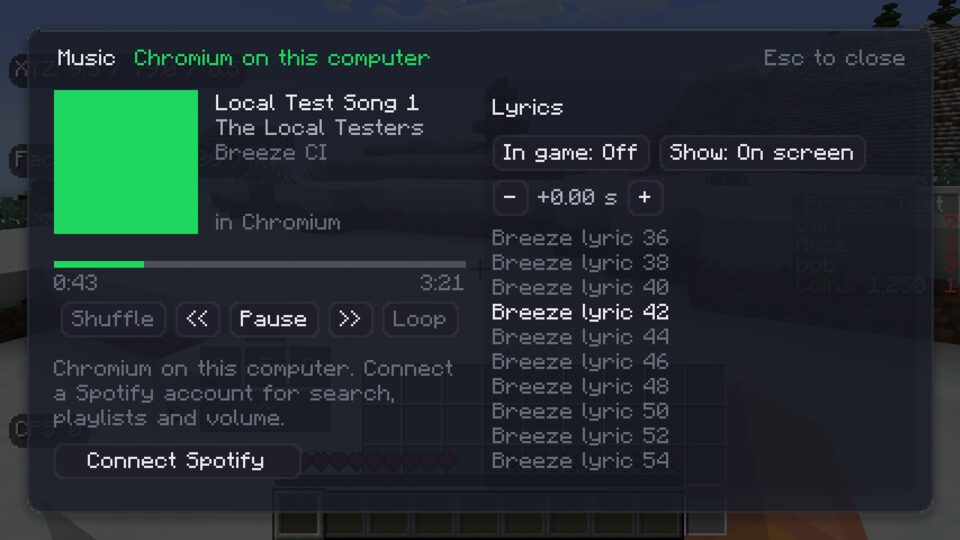 Music Chromium on this computer
Esc to close
Local Test Song 1
The Local Testers
Breeze CI
in Chromium
0:43
3:21
Shuffle
<<
Pause
>>
Loop
Chromium on this computer. Connect
a Spotify account for search,
playlists and volume.
Connect Spotify
Lyrics
In game: Off
Show: On screen
-
+0.00 s
+
Breeze lyric 36
Breeze lyric 38
Breeze lyric 40
Breeze lyric 42
Breeze lyric 44
Breeze lyric 46
Breeze lyric 48
Breeze lyric 50
Breeze lyric 52
Breeze lyric 54
Breeze Test
carl
Alice
bob
Coins: 1,250